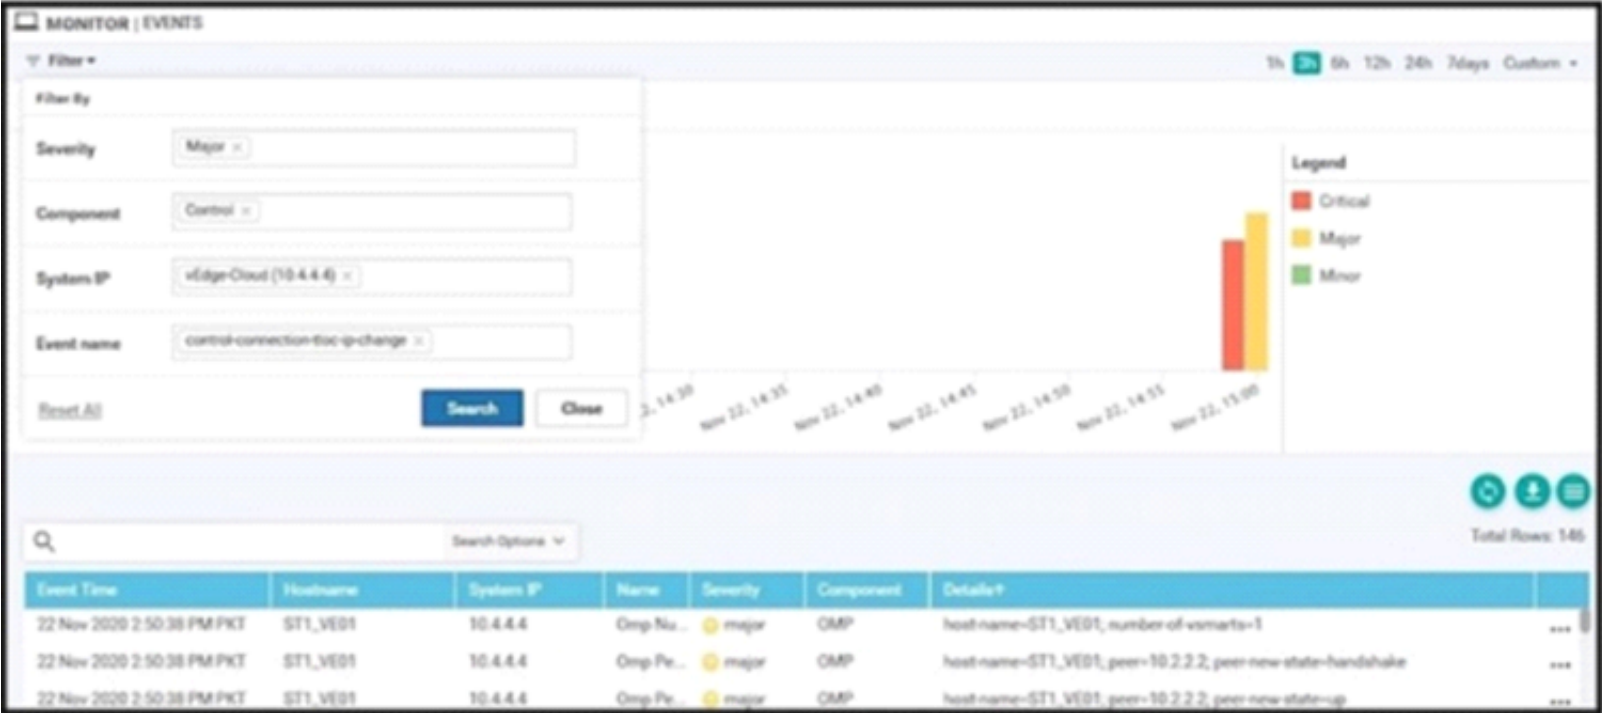 MONITOR | EVENTS
Filter
1h 3h 6h 12h 24h 7days Custom
Filter By
Severity Major ×
Component Control ×
System IP vEdge-Cloud (10.4.4.4) ×
Event name control-connection-tloc-ip-change ×
Reset All Search Close
Legend
Critical
Major
Minor
2, 14:30 Nov 22, 14:35 Nov 22, 14:40 Nov 22, 14:45 Nov 22, 14:50 Nov 22, 14:55 Nov 22, 15:00
Total Rows: 146
Search Options
Event Time Hostname System IP Name Severity Component Details↑
22 Nov 2020 2:50:38 PM PKT ST1_VE01 10.4.4.4 Omp Nu... major OMP host-name=ST1_VE01; number-of-vsmarts=1 ...
22 Nov 2020 2:50:38 PM PKT ST1_VE01 10.4.4.4 Omp Pe... major OMP host-name=ST1_VE01; peer=10.2.2.2; peer-new-state=handshake ...
22 Nov 2020 2:50:38 PM PKT ST1_VE01 10.4.4.4 Omp Pe... major OMP host-name=ST1_VE01; peer=10.2.2.2; peer-new-state=up ...